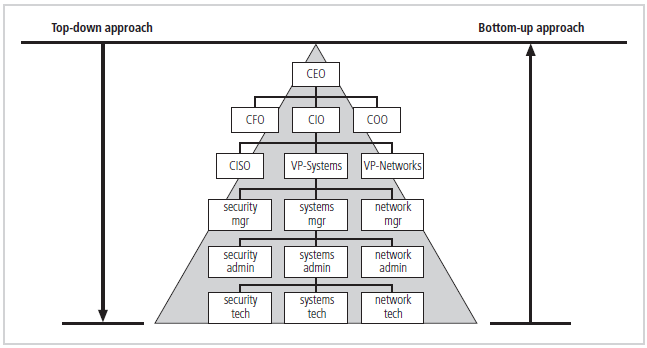 Top-down approach
Bottom-up approach
CEO
CFO
CIO
COO
CISO
VP-Systems
VP-Networks
security
mgr
systems
mgr
network
mgr
security
admin
systems
admin
network
admin
security
tech
systems
tech
network
tech